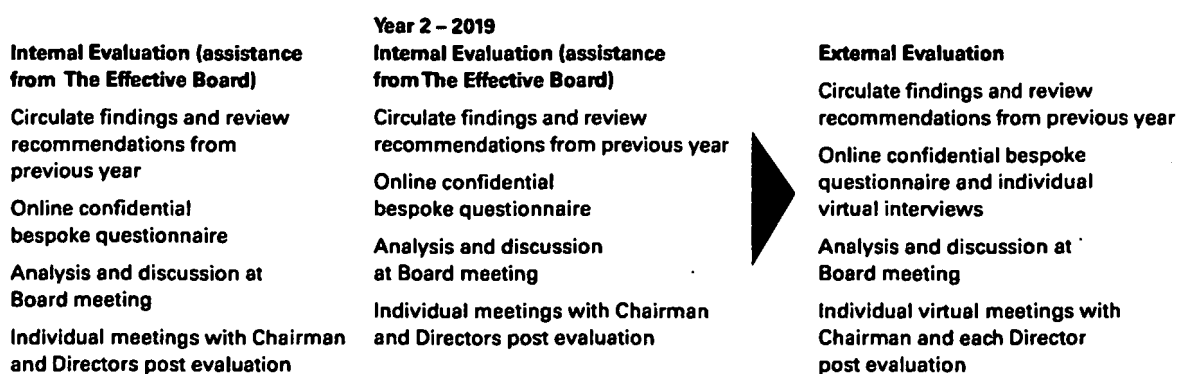 Internal Evaluation (assistance
from The Effective Board)
Circulate findings and review
recommendations from
previous year
Online confidential
bespoke questionnaire
Analysis and discussion at
Board meeting
Individual meetings with Chairman
and Directors post evaluation
Year 2 – 2019
Internal Evaluation (assistance
from The Effective Board)
Circulate findings and review
recommendations from previous year
Online confidential
bespoke questionnaire
Analysis and discussion
at Board meeting
Individual meetings with Chairman
and Directors post evaluation
External Evaluation
Circulate findings and review
recommendations from previous year
Online confidential bespoke
questionnaire and individual
virtual interviews
Analysis and discussion at
Board meeting
Individual virtual meetings with
Chairman and each Director
post evaluation